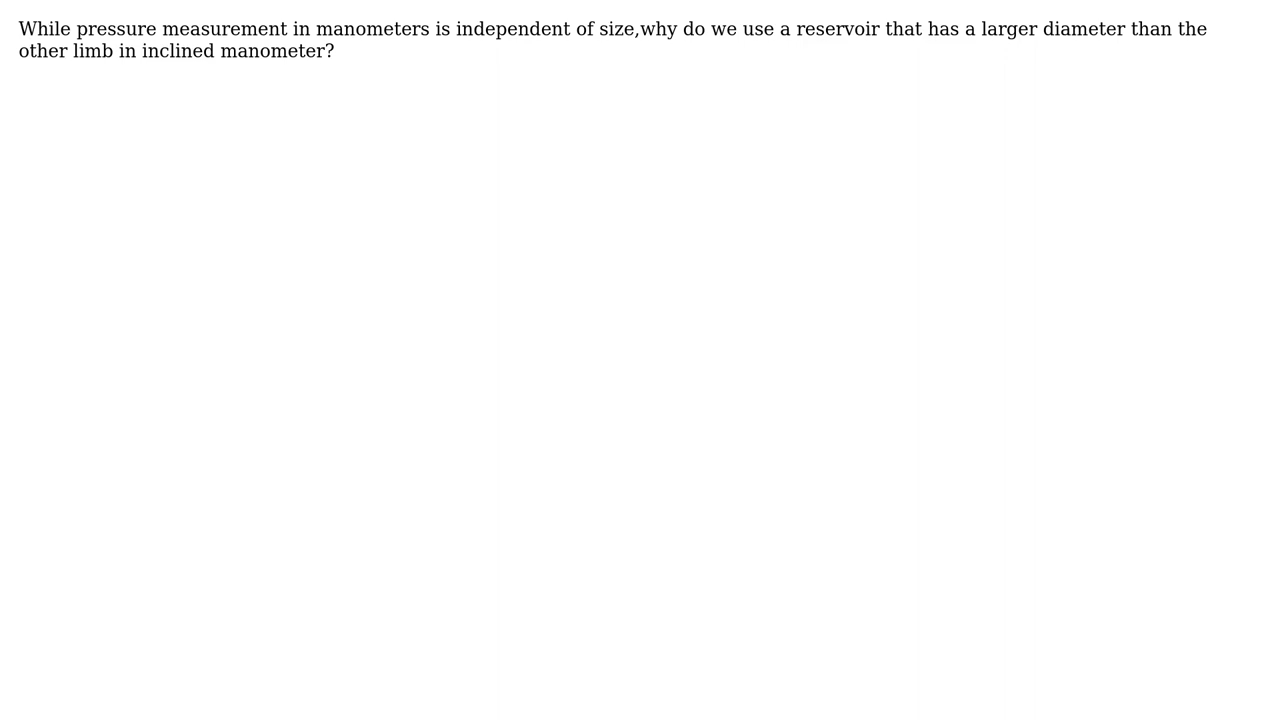 While pressure measurement in manometers is independent of size,why do we use a reservoir that has a larger diameter than the
other limb in inclined manometer?